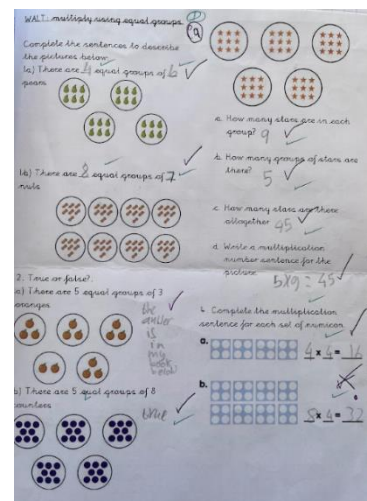 WALT: multiply using equal groups.
Complete the sentences to describe
the pictures below.
1a) There are 4 equal groups of 6
pears
1b) There are 8 equal groups of 7
nuts
2. True or false?
a) There are 5 equal groups of 3
oranges
the
answer
is
in
my
book
b) There are 5 equal groups of 8
counters
true
a. How many stars are in each
group? 9
b. How many groups of stars are
there? 5
c. How many stars are there
altogether 45
d. Write a multiplication
number sentence for the
picture
5x9=45
4. Complete the multiplication
sentence for each set of numicon
a.
4 x 4 = 16
b.
8 x 4 = 32